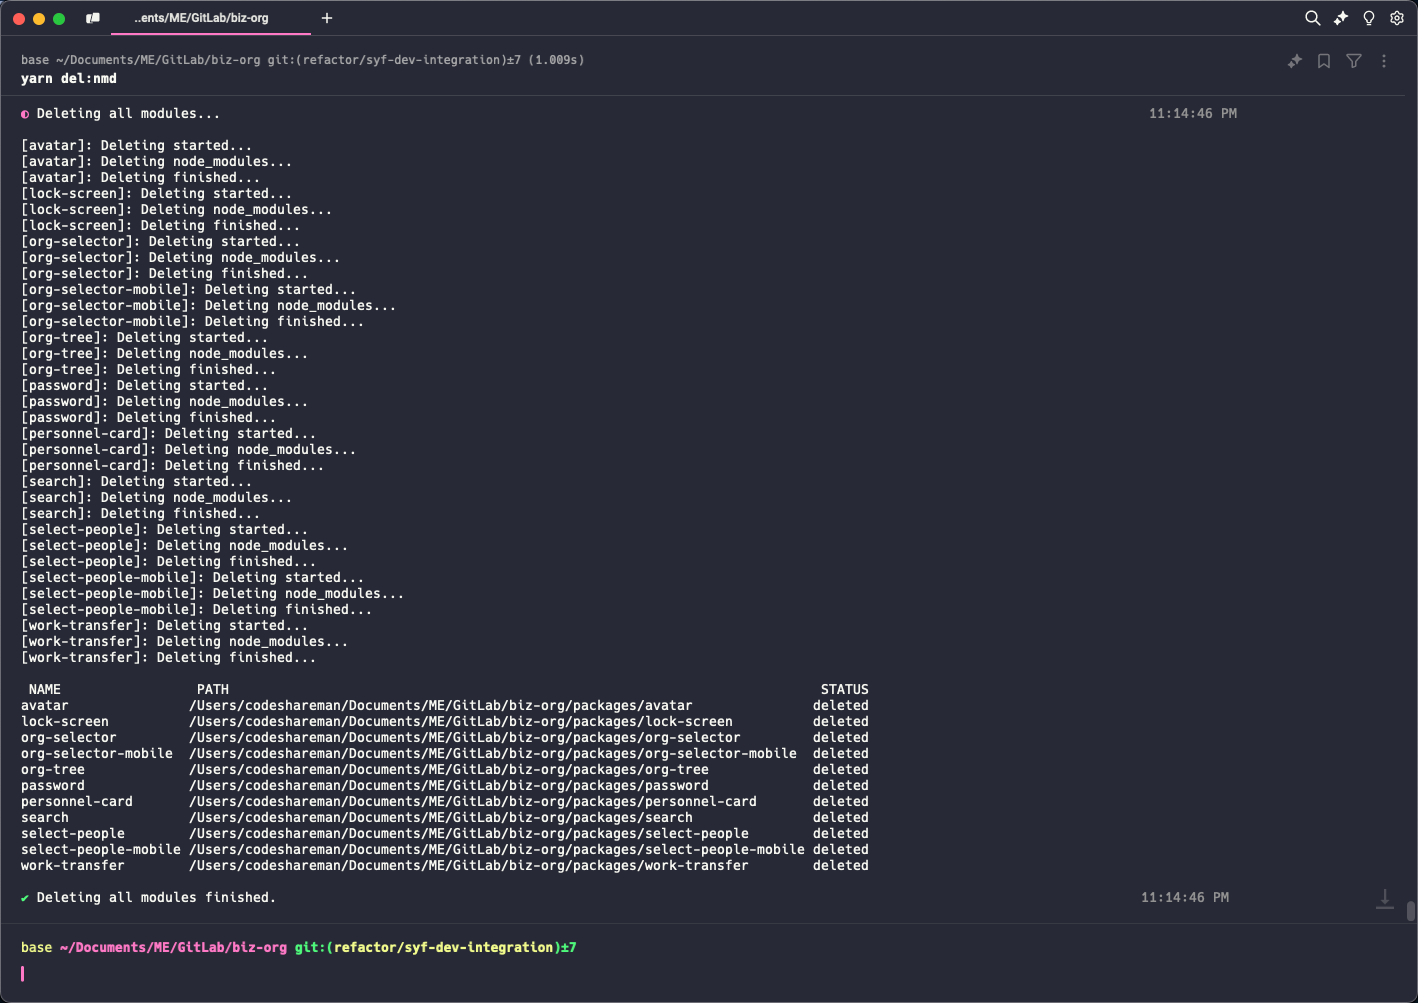 ..ents/ME/GitLab/biz-org
base ~/Documents/ME/GitLab/biz-org git:(refactor/syf-dev-integration)±7 (1.009s)
yarn del:nmd
◐ Deleting all modules... 11:14:46 PM
[avatar]: Deleting started...
[avatar]: Deleting node_modules...
[avatar]: Deleting finished...
[lock-screen]: Deleting started...
[lock-screen]: Deleting node_modules...
[lock-screen]: Deleting finished...
[org-selector]: Deleting started...
[org-selector]: Deleting node_modules...
[org-selector]: Deleting finished...
[org-selector-mobile]: Deleting started...
[org-selector-mobile]: Deleting node_modules...
[org-selector-mobile]: Deleting finished...
[org-tree]: Deleting started...
[org-tree]: Deleting node_modules...
[org-tree]: Deleting finished...
[password]: Deleting started...
[password]: Deleting node_modules...
[password]: Deleting finished...
[personnel-card]: Deleting started...
[personnel-card]: Deleting node_modules...
[personnel-card]: Deleting finished...
[search]: Deleting started...
[search]: Deleting node_modules...
[search]: Deleting finished...
[select-people]: Deleting started...
[select-people]: Deleting node_modules...
[select-people]: Deleting finished...
[select-people-mobile]: Deleting started...
[select-people-mobile]: Deleting node_modules...
[select-people-mobile]: Deleting finished...
[work-transfer]: Deleting started...
[work-transfer]: Deleting node_modules...
[work-transfer]: Deleting finished...
NAME PATH STATUS
avatar /Users/codeshareman/Documents/ME/GitLab/biz-org/packages/avatar deleted
lock-screen /Users/codeshareman/Documents/ME/GitLab/biz-org/packages/lock-screen deleted
org-selector /Users/codeshareman/Documents/ME/GitLab/biz-org/packages/org-selector deleted
org-selector-mobile /Users/codeshareman/Documents/ME/GitLab/biz-org/packages/org-selector-mobile deleted
org-tree /Users/codeshareman/Documents/ME/GitLab/biz-org/packages/org-tree deleted
password /Users/codeshareman/Documents/ME/GitLab/biz-org/packages/password deleted
personnel-card /Users/codeshareman/Documents/ME/GitLab/biz-org/packages/personnel-card deleted
search /Users/codeshareman/Documents/ME/GitLab/biz-org/packages/search deleted
select-people /Users/codeshareman/Documents/ME/GitLab/biz-org/packages/select-people deleted
select-people-mobile /Users/codeshareman/Documents/ME/GitLab/biz-org/packages/select-people-mobile deleted
work-transfer /Users/codeshareman/Documents/ME/GitLab/biz-org/packages/work-transfer deleted
✔ Deleting all modules finished. 11:14:46 PM
base ~/Documents/ME/GitLab/biz-org git:(refactor/syf-dev-integration)±7